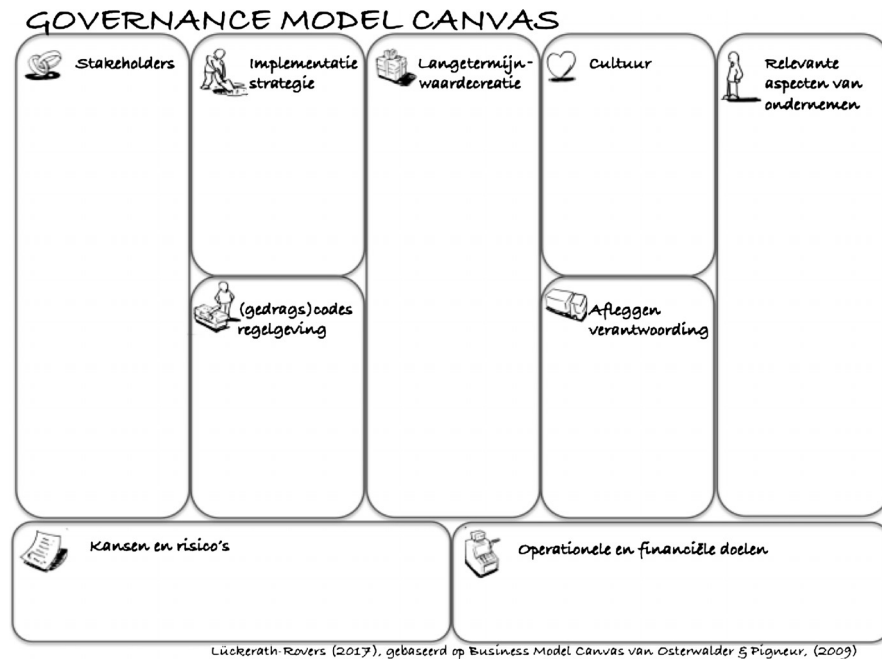 GOVERNANCE MODEL CANVAS
Stakeholders
Implementatie
strategie
(gedrags)codes
regelgeving
Langetermijn-
waardecreatie
Cultuur
Afleggen
verantwoording
Relevante
aspecten van
ondernemen
Kansen en risico's
Operationele en financiële doelen
Lückerath-Rovers (2017), gebaseerd op Business Model Canvas van Osterwalder & Pigneur, (2009)